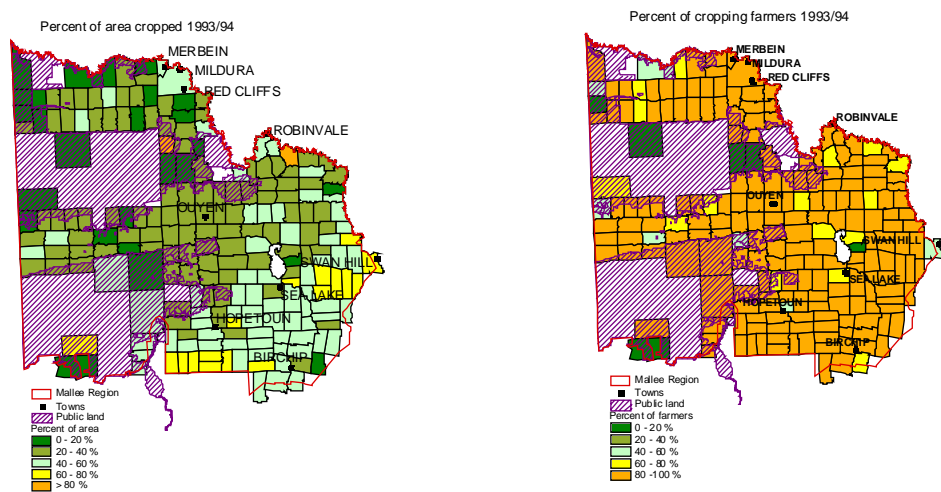 Percent of area cropped 1993/94
MERBEIN
MILDURA
RED CLIFFS
ROBINVALE
OUYEN
SWAN HILL
SEA LAKE
HOPETOUN
BIRCHIP
Mallee Region
Towns
Public land
Percent of area
0 - 20 %
20 - 40 %
40 - 60 %
60 - 80 %
> 80 %
Percent of cropping farmers 1993/94
MERBEIN
MILDURA
RED CLIFFS
ROBINVALE
OUYEN
SWAN HILL
SEA LAKE
HOPETOUN
BIRCHIP
Mallee Region
Towns
Public land
Percent of farmers
0 - 20 %
20 - 40 %
40 - 60 %
60 - 80 %
80 -100 %